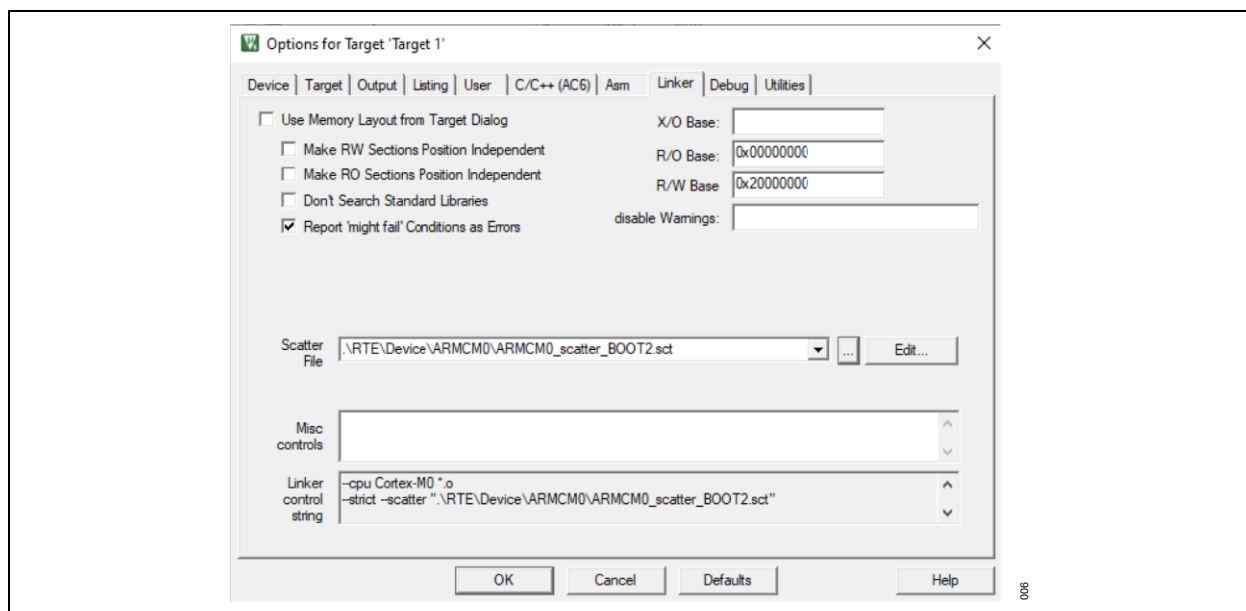 Options for Target 'Target 1'
Device Target Output Listing User C/C++ (AC6) Asm Linker Debug Utilities
Use Memory Layout from Target Dialog
Make RW Sections Position Independent
Make RO Sections Position Independent
Don't Search Standard Libraries
Report 'might fail' Conditions as Errors
X/O Base:
R/O Base: 0x00000000
R/W Base 0x20000000
disable Warnings:
Scatter
File
.\RTE\Device\ARMCM0\ARMCM0_scatter_BOOT2.sct
...
Edit...
Misc
controls
Linker
control
string
--cpu Cortex-M0 *.o
--strict --scatter ".\RTE\Device\ARMCM0\ARMCM0_scatter_BOOT2.sct"
OK Cancel Defaults Help
006